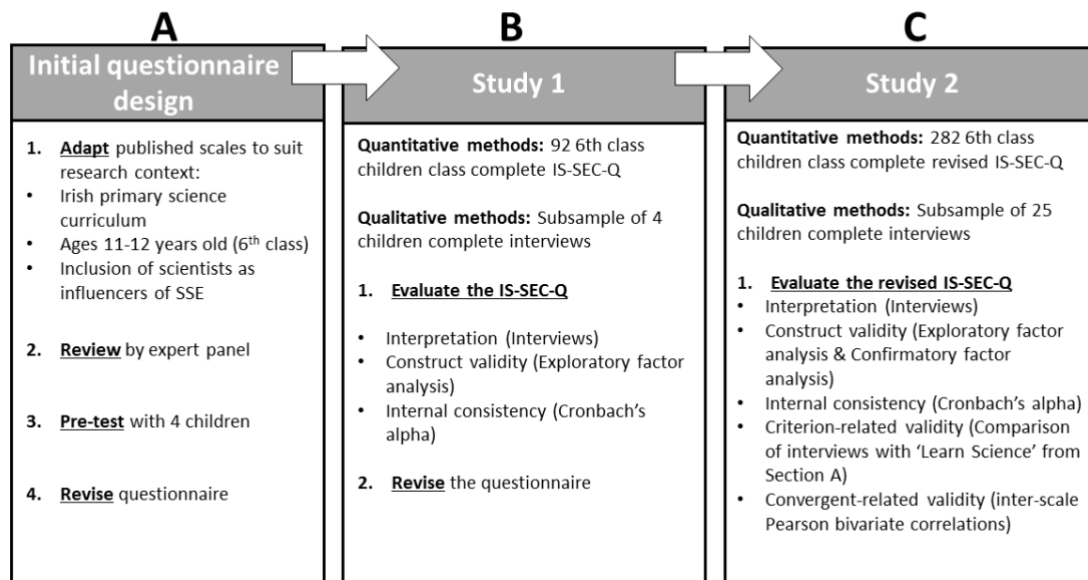 A
Initial questionnaire
design
1. Adapt published scales to suit
research context:
• Irish primary science
curriculum
• Ages 11-12 years old (6th class)
• Inclusion of scientists as
influencers of SSE
2. Review by expert panel
3. Pre-test with 4 children
4. Revise questionnaire
B
Study 1
Quantitative methods: 92 6th class
children class complete IS-SEC-Q
Qualitative methods: Subsample of 4
children complete interviews
1. Evaluate the IS-SEC-Q
• Interpretation (Interviews)
• Construct validity (Exploratory factor
analysis)
• Internal consistency (Cronbach's
alpha)
2. Revise the questionnaire
C
Study 2
Quantitative methods: 282 6th class
children class complete revised IS-SEC-Q
Qualitative methods: Subsample of 25
children complete interviews
1. Evaluate the revised IS-SEC-Q
• Interpretation (Interviews)
• Construct validity (Exploratory factor
analysis & Confirmatory factor
analysis)
• Internal consistency (Cronbach's alpha)
• Criterion-related validity (Comparison
of interviews with 'Learn Science' from
Section A)
• Convergent-related validity (inter-scale
Pearson bivariate correlations)